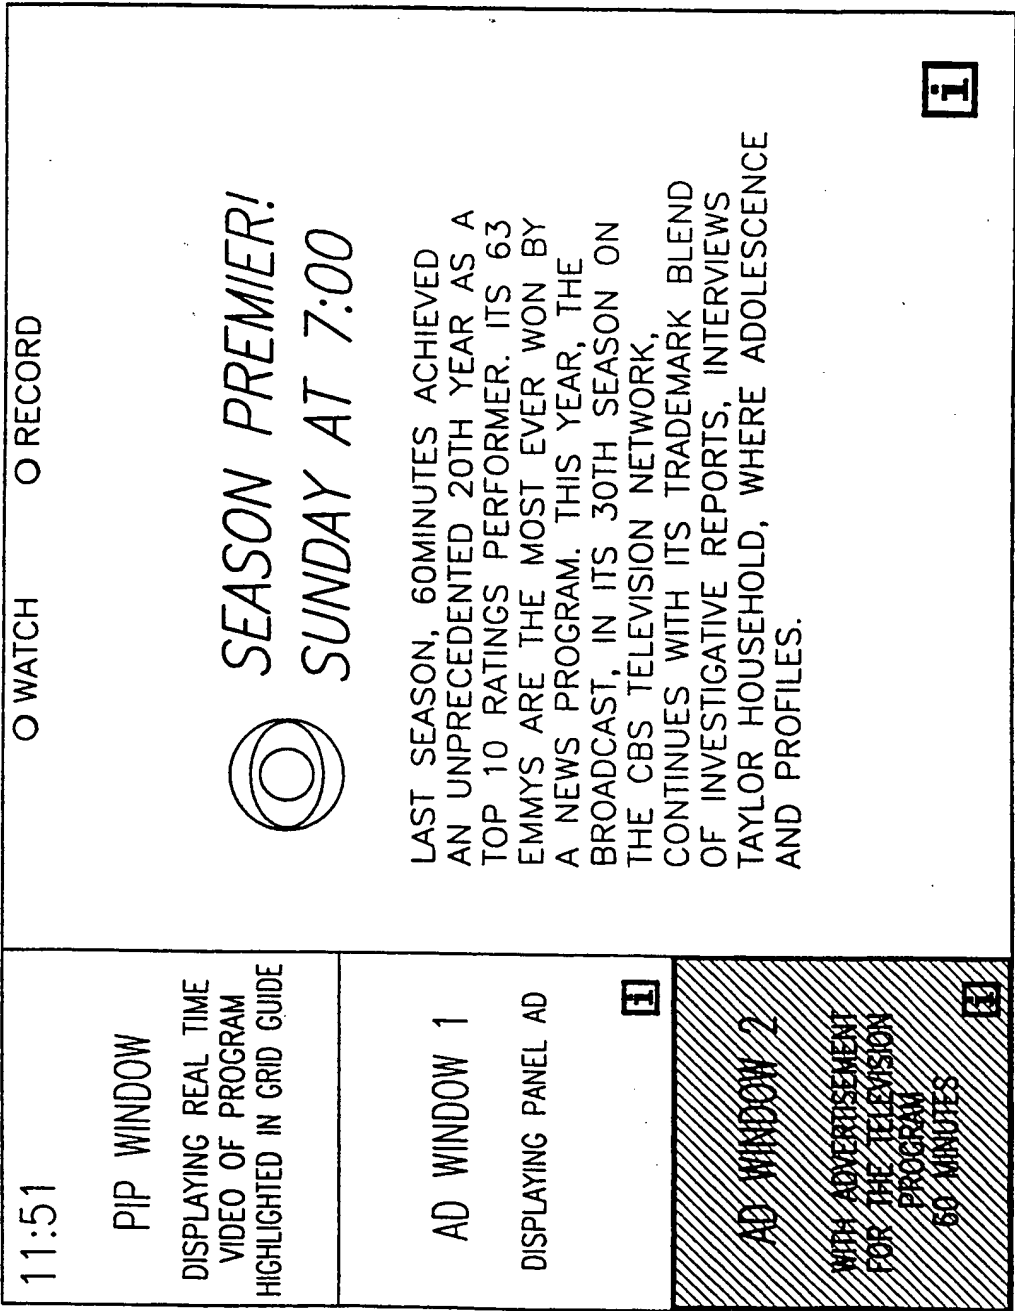 11:51
PIP WINDOW
DISPLAYING REAL TIME
VIDEO OF PROGRAM
HIGHLIGHTED IN GRID GUIDE
AD WINDOW 1
DISPLAYING PANEL AD
i
AD WINDOW 2
WITH ADVERTISEMENT
FOR THE TELEVISION
PROGRAM
60 MINUTES
i
O WATCH O RECORD
SEASON PREMIER!
SUNDAY AT 7:00
LAST SEASON, 60MINUTES ACHIEVED
AN UNPRECEDENTED 20TH YEAR AS A
TOP 10 RATINGS PERFORMER. ITS 63
EMMYS ARE THE MOST EVER WON BY
A NEWS PROGRAM. THIS YEAR, THE
BROADCAST, IN ITS 30TH SEASON ON
THE CBS TELEVISION NETWORK,
CONTINUES WITH ITS TRADEMARK BLEND
OF INVESTIGATIVE REPORTS, INTERVIEWS
TAYLOR HOUSEHOLD, WHERE ADOLESCENCE
AND PROFILES.
i